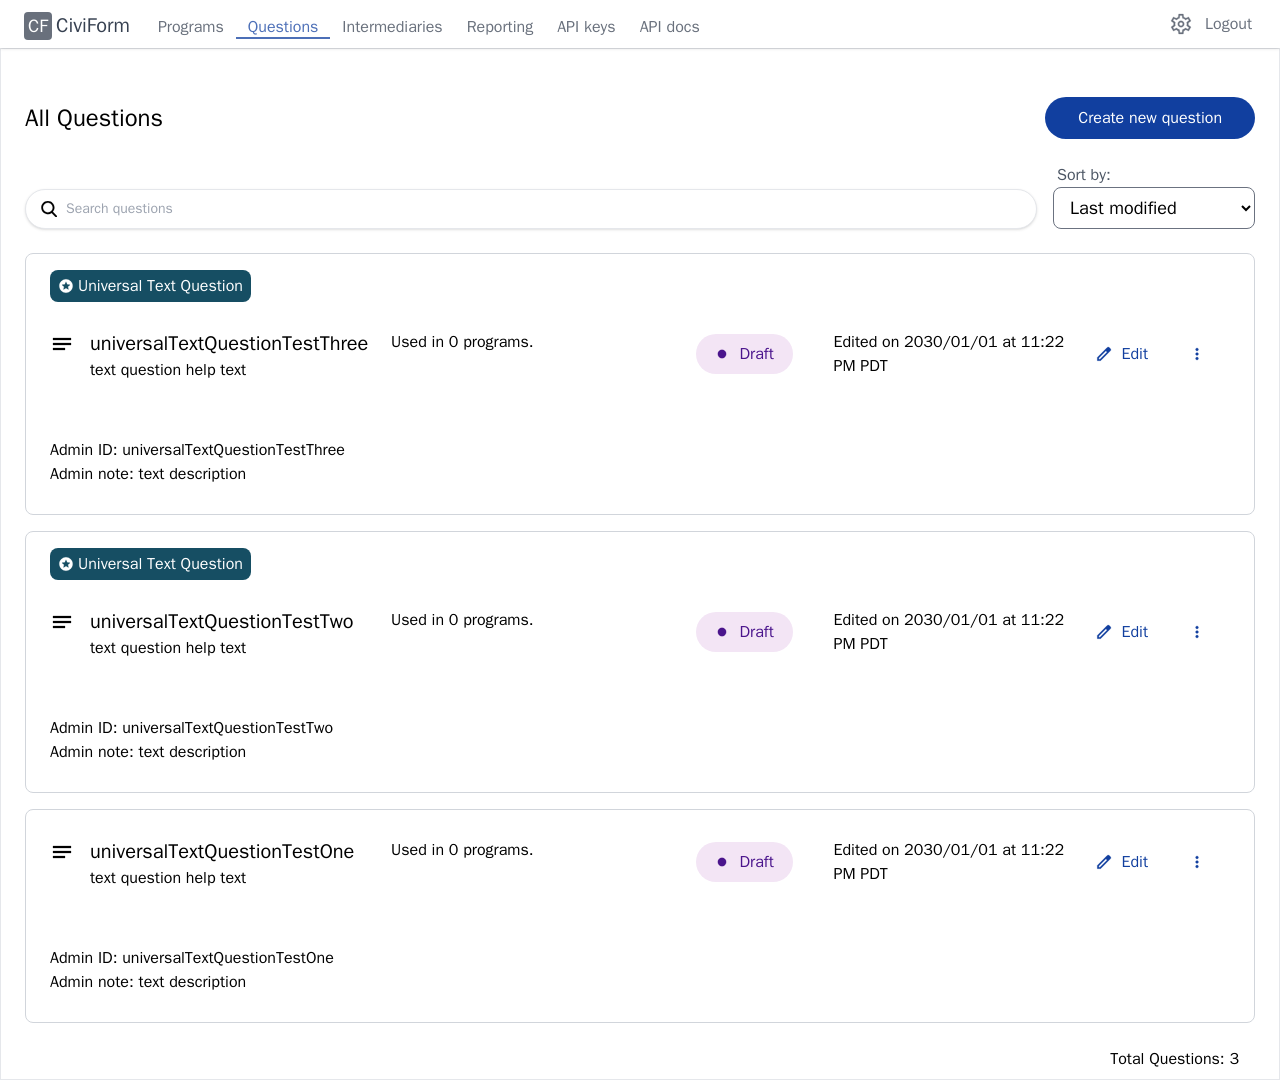 CF CiviForm Programs Questions Intermediaries Reporting API keys API docs Logout
All Questions Create new question
Sort by:
Search questions Last modified
Universal Text Question
universalTextQuestionTestThree Used in 0 programs. Draft Edited on 2030/01/01 at 11:22 Edit
text question help text PM PDT
Admin ID: universalTextQuestionTestThree
Admin note: text description
Universal Text Question
universalTextQuestionTestTwo Used in 0 programs. Draft Edited on 2030/01/01 at 11:22 Edit
text question help text PM PDT
Admin ID: universalTextQuestionTestTwo
Admin note: text description
universalTextQuestionTestOne Used in 0 programs. Draft Edited on 2030/01/01 at 11:22 Edit
text question help text PM PDT
Admin ID: universalTextQuestionTestOne
Admin note: text description
Total Questions: 3